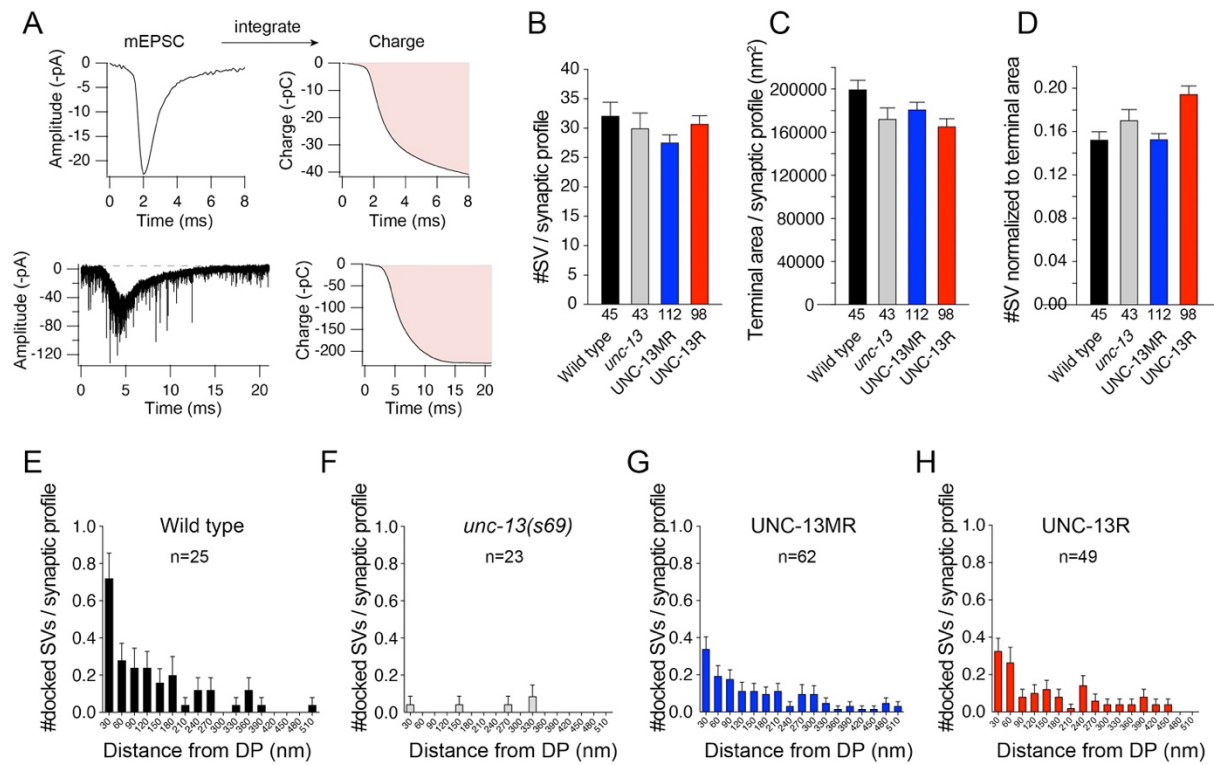 A
mEPSC
integrate
Charge
Amplitude (-pA)
0
-5
-10
-15
-20
0 2 4 6 8
Time (ms)
Charge (-pC)
0
-10
-20
-30
-40
0 2 4 6 8
Time (ms)
Amplitude (-pA)
0
-40
-80
-120
0 5 10 15 20
Time (ms)
Charge (-pC)
0
-50
-100
-150
-200
0 5 10 15 20
Time (ms)
B
#SV / synaptic profile
40
35
30
25
20
15
10
5
0
45 43 112 98
Wild type
unc-13
UNC-13MR
UNC-13R
C
Terminal area / synaptic profile (nm2)
200000
160000
120000
80000
40000
0
45 43 112 98
Wild type
unc-13
UNC-13MR
UNC-13R
D
#SV normalized to terminal area
0.20
0.16
0.12
0.08
0.04
0.00
45 43 112 98
Wild type
unc-13
UNC-13MR
UNC-13R
E
Wild type
n=25
#docked SVs / synaptic profile
1.0
0.8
0.6
0.4
0.2
0.0
30 60 90 120 150 180 210 240 270 300 330 360 390 420 450 480 510
Distance from DP (nm)
F
unc-13(s69)
n=23
#docked SVs / synaptic profile
1.0
0.8
0.6
0.4
0.2
0.0
30 60 90 120 150 180 210 240 270 300 330 360 390 420 450 480 510
Distance from DP (nm)
G
UNC-13MR
n=62
#docked SVs / synaptic profile
1.0
0.8
0.6
0.4
0.2
0.0
30 60 90 120 150 180 210 240 270 300 330 360 390 420 450 480 510
Distance from DP (nm)
H
UNC-13R
n=49
#docked SVs / synaptic profile
1.0
0.8
0.6
0.4
0.2
0.0
30 60 90 120 150 180 210 240 270 300 330 360 390 420 450 480 510
Distance from DP (nm)